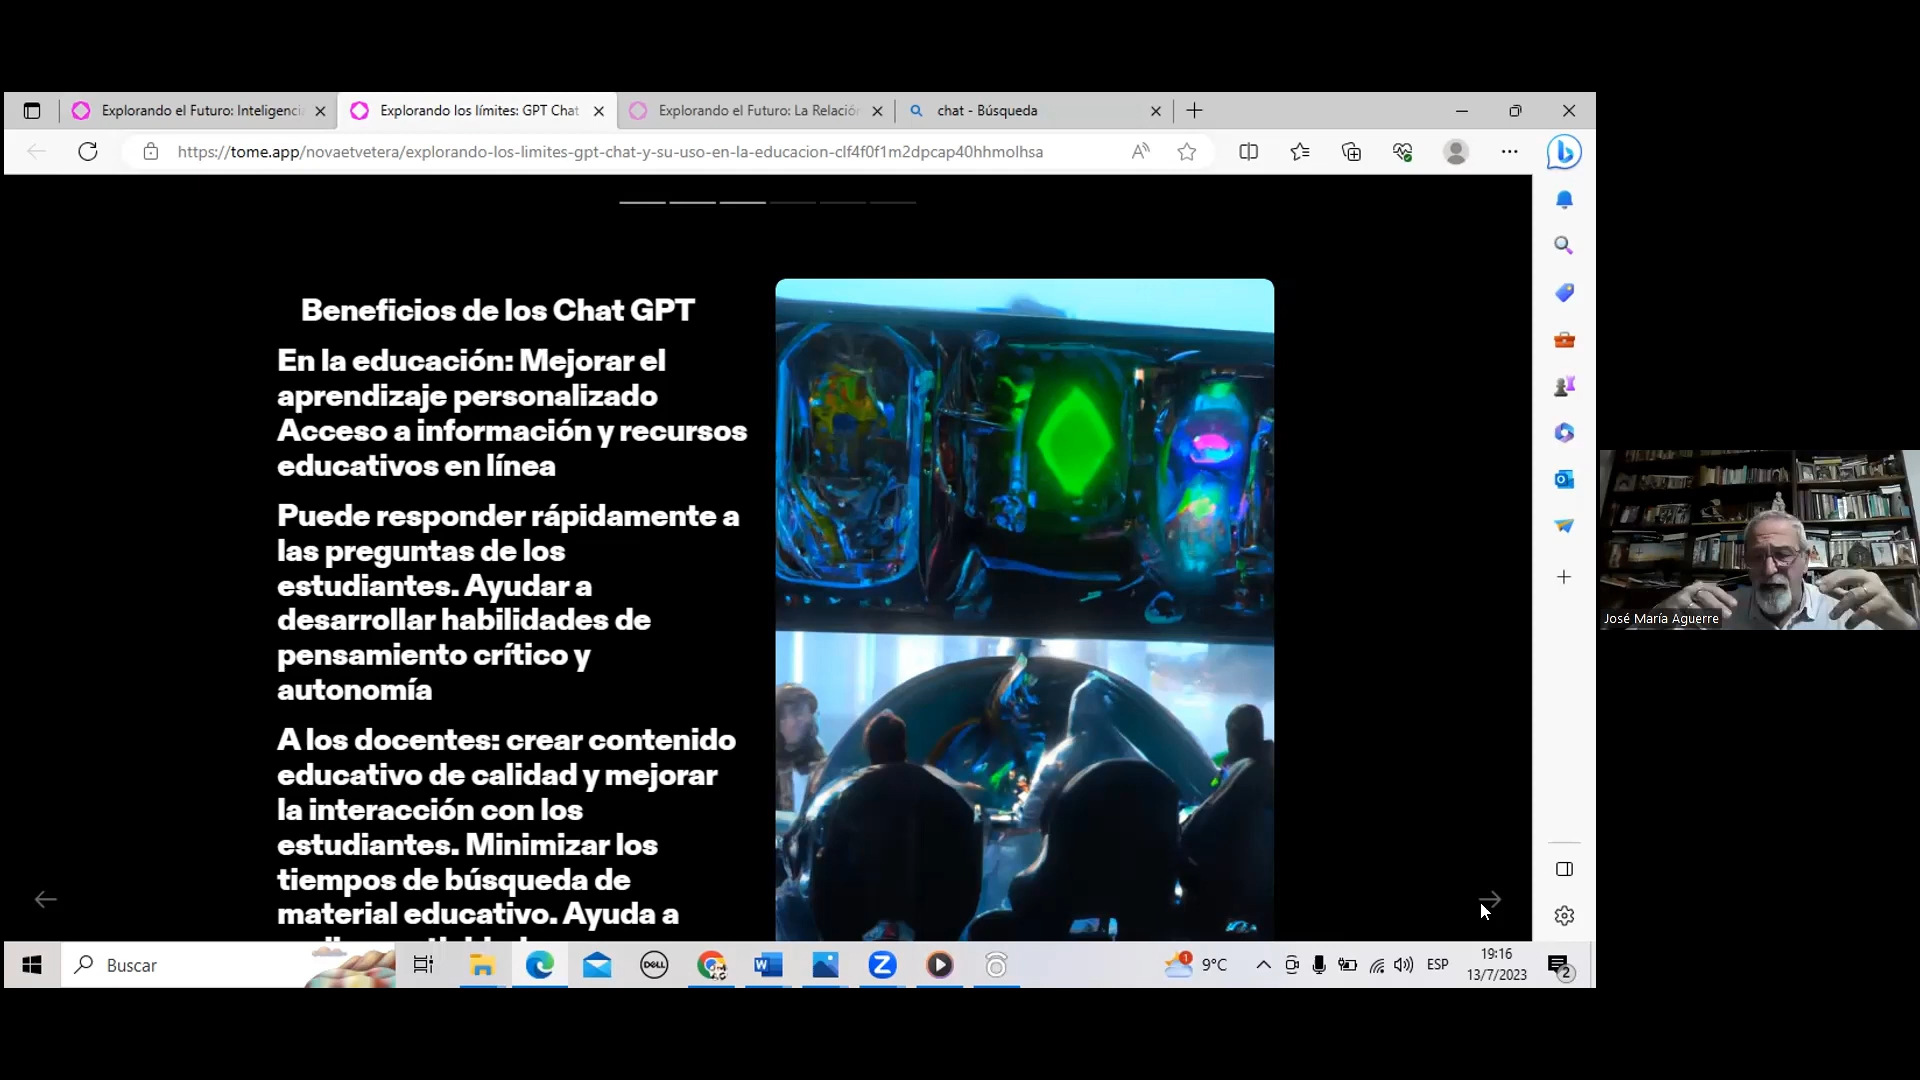 Explorando el Futuro: Inteligenci
Explorando los límites: GPT Chat
Explorando el Futuro: La Relación
chat - Búsqueda
https://tome.app/novaetvetera/explorando-los-limites-gpt-chat-y-su-uso-en-la-educacion-clf4f0f1m2dpcap40hhmolhsa
Beneficios de los Chat GPT
En la educación: Mejorar el
aprendizaje personalizado
Acceso a información y recursos
educativos en línea
Puede responder rápidamente a
las preguntas de los
estudiantes. Ayudar a
desarrollar habilidades de
pensamiento crítico y
autonomía
A los docentes: crear contenido
educativo de calidad y mejorar
la interacción con los
estudiantes. Minimizar los
tiempos de búsqueda de
material educativo. Ayuda a
José María Aguerre
Buscar
DELL
1
9°C
ESP
19:16
13/7/2023
2